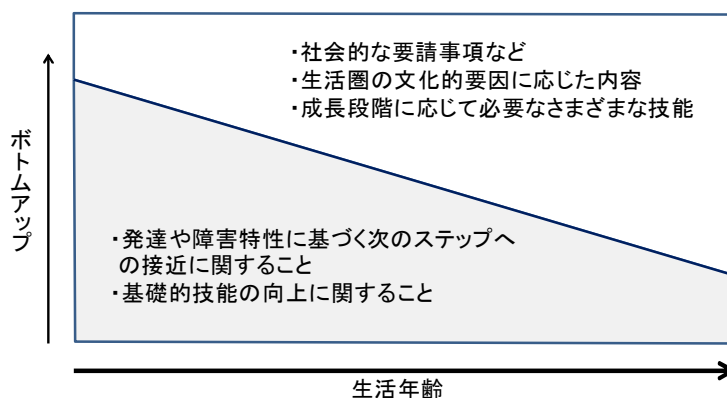 ・社会的な要請事項など
・生活圏の文化的要因に応じた内容
・成長段階に応じて必要なさまざまな技能
ボトムアップ
・発達や障害特性に基づく次のステップへ
の接近に関すること
・基礎的技能の向上に関すること
生活年齢